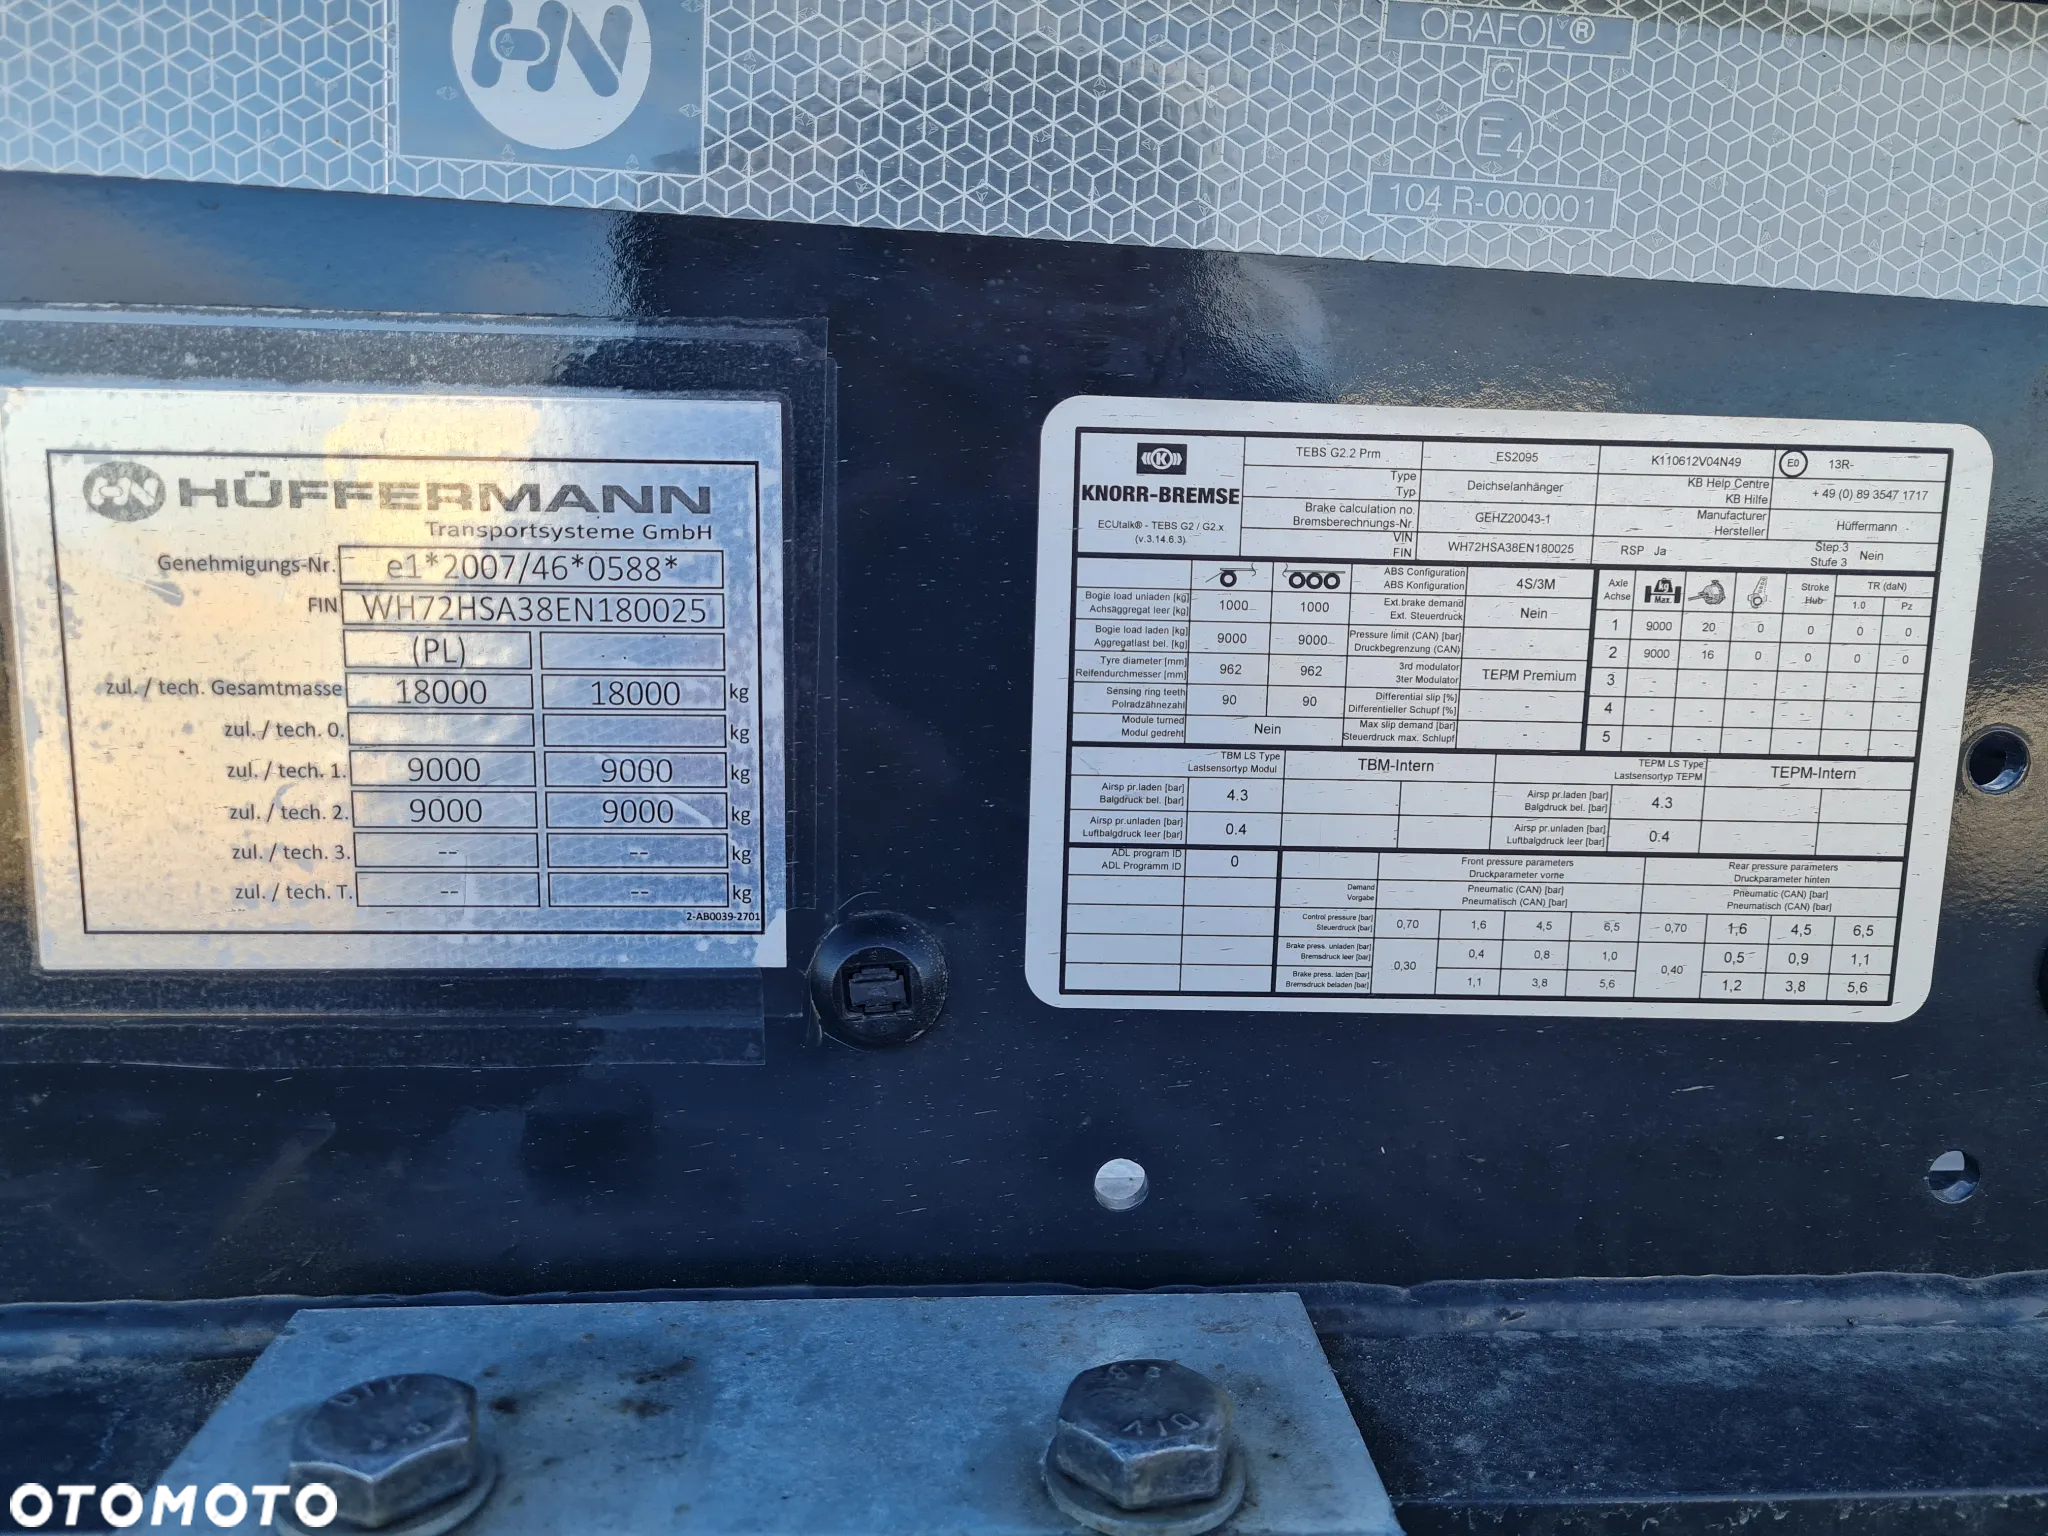 ORAFOL®
C
E4
104 R-000001
HÜFFERMANN
Transportsysteme GmbH
Genehmigungs-Nr. e1*2007/46*0588*
FIN WH72HSA38EN180025
(PL)
zul. / tech. Gesamtmasse 18000 18000 kg
zul. / tech. 0. kg
zul. / tech. 1. 9000 9000 kg
zul. / tech. 2. 9000 9000 kg
zul. / tech. 3. -- -- kg
zul. / tech. T. -- -- kg
2-AB0039-2701
KNORR-BREMSE
ECUtalk® - TEBS G2 / G2.x
(v.3.14.6.3)
TEBS G2.2 Prm ES2095 K110612V04N49 E0 13R-
Type
Typ Deichselanhänger KB Help Centre
KB Hilfe + 49 (0) 89 3547 1717
Brake calculation no.
Bremsberechnungs-Nr. GEHZ20043-1 Manufacturer
Hersteller Hüffermann
VIN
FIN WH72HSA38EN180025 RSP Ja Step 3
Stufe 3 Nein
Bogie load unladen [kg]
Achsaggregat leer [kg] 1000 1000
Bogie load laden [kg]
Aggregatlast bel. [kg] 9000 9000
Tyre diameter [mm]
Reifendurchmesser [mm] 962 962
Sensing ring teeth
Polradzähnezahl 90 90
Module turned
Modul gedreht Nein
ABS Configuration
ABS Konfiguration 4S/3M
Ext.brake demand
Ext. Steuerdruck Nein
Pressure limit (CAN) [bar]
Druckbegrenzung (CAN) -
3rd modulator
3ter Modulator TEPM Premium
Differential slip [%]
Differentieller Schupf [%] -
Max slip demand [bar]
Steuerdruck max. Schlupf -
Axle
Achse kg Max. Stroke
Hub TR (daN)
1.0 Pz
1 9000 20 0 0 0 0
2 9000 16 0 0 0 0
3 - - - - - -
4 - - - - - -
5 - - - - - -
TBM LS Type
Lastsensortyp Modul TBM-Intern TEPM LS Type
Lastsensortyp TEPM TEPM-Intern
Airsp pr.laden [bar]
Balgdruck bel. [bar] 4.3 Airsp pr.laden [bar]
Balgdruck bel. [bar] 4.3
Airsp pr.unladen [bar]
Luftbalgdruck leer [bar] 0.4 Airsp pr.unladen [bar]
Luftbalgdruck leer [bar] 0.4
ADL program ID
ADL Programm ID 0
Front pressure parameters
Druckparameter vorne Rear pressure parameters
Druckparameter hinten
Demand
Vorgabe Pneumatic (CAN) [bar]
Pneumatisch (CAN) [bar] Pneumatic (CAN) [bar]
Pneumatisch (CAN) [bar]
Control pressure [bar]
Steuerdruck [bar] 0,70 1,6 4,5 6,5 0,70 1,6 4,5 6,5
Brake press. unladen [bar]
Bremsdruck leer [bar] 0,30 0,4 0,8 1,0 0,40 0,5 0,9 1,1
Brake press. laden [bar]
Bremsdruck beladen [bar] 1,1 3,8 5,6 1,2 3,8 5,6
OTOMOTO